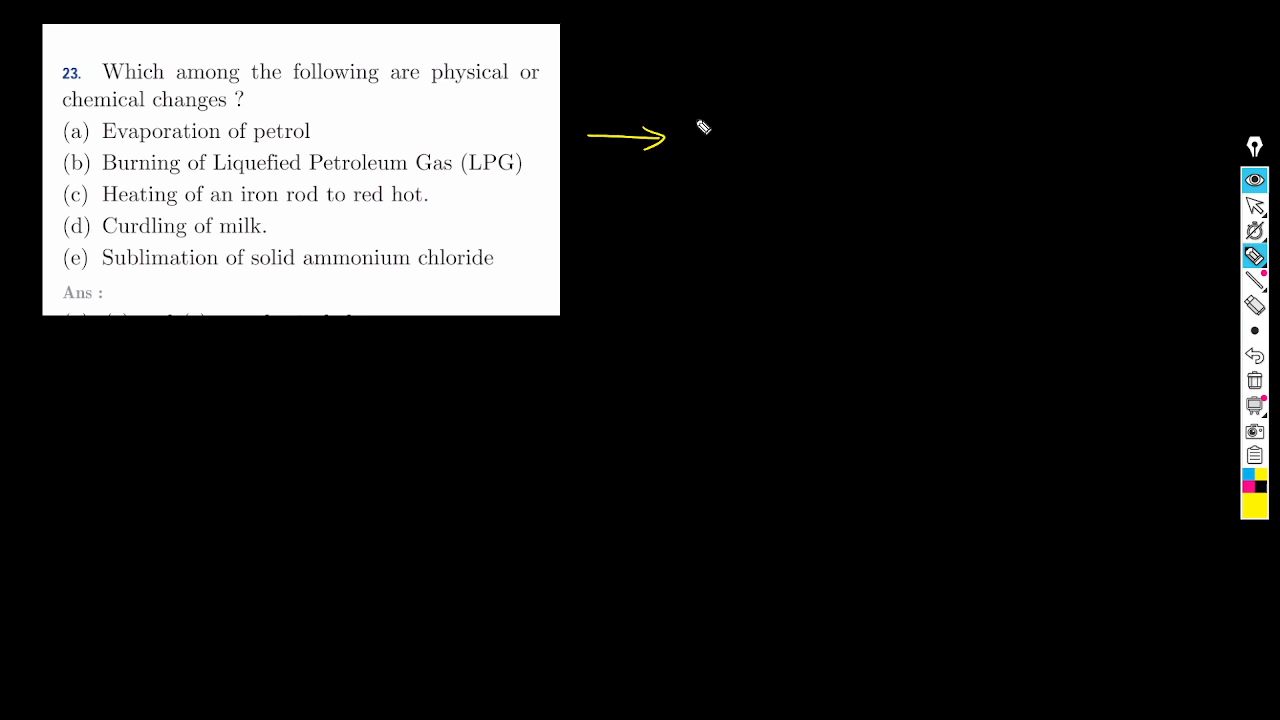 23. Which among the following are physical or
chemical changes ?
(a) Evaporation of petrol
(b) Burning of Liquefied Petroleum Gas (LPG)
(c) Heating of an iron rod to red hot.
(d) Curdling of milk.
(e) Sublimation of solid ammonium chloride
Ans :